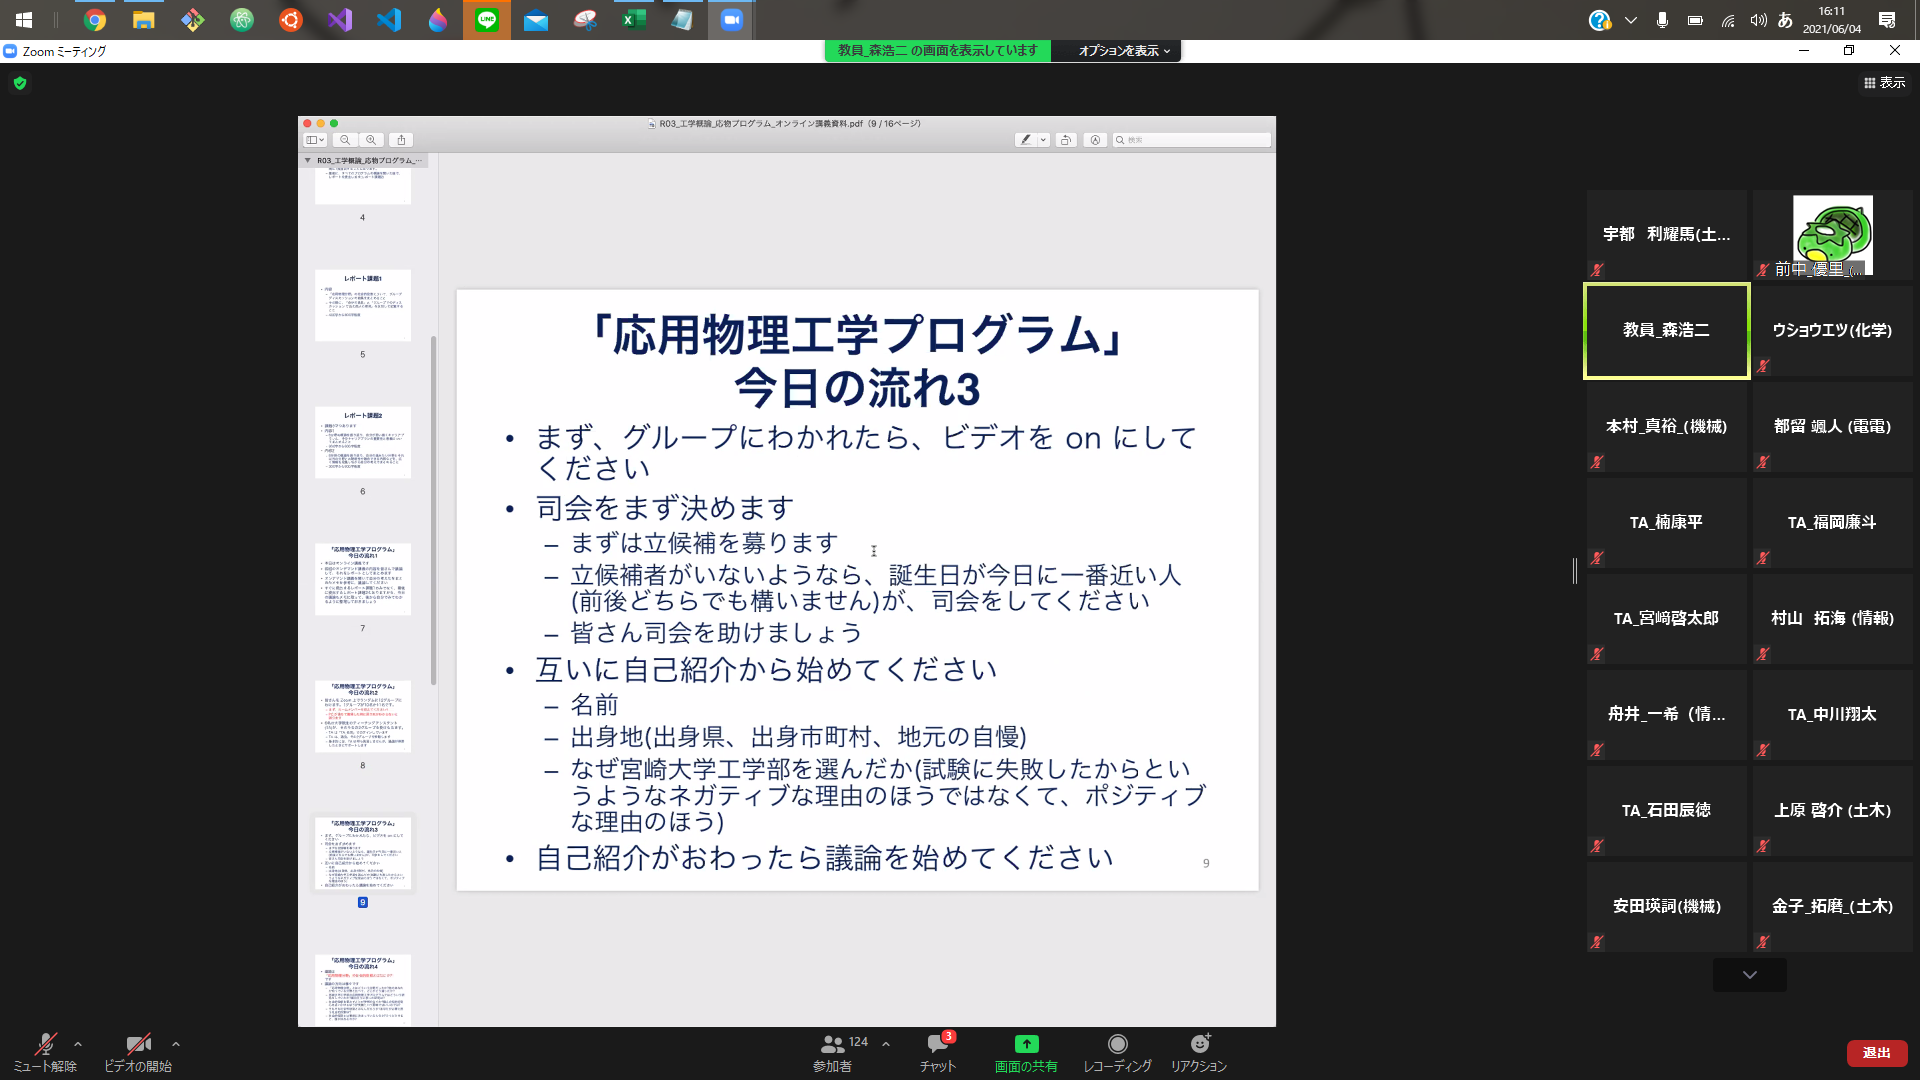 16:11
あ
2021/06/04
Zoom ミーティング
教員_森浩二 の画面を表示しています
オプションを表示
表示
R03_工学概論_応物プログラム_オンライン講義資料.pdf（9 / 16ページ）
検索
R03_工学概論_応物プログラム_...
4
レポート課題1
5
レポート課題2
6
「応用物理工学プログラム」
今日の流れ1
7
「応用物理工学プログラム」
今日の流れ2
8
「応用物理工学プログラム」
今日の流れ3
9
「応用物理工学プログラム」
今日の流れ4
「応用物理工学プログラム」
今日の流れ3
• まず、グループにわかれたら、ビデオを on にして
ください
• 司会をまず決めます
– まずは立候補を募ります
– 立候補者がいないようなら、誕生日が今日に一番近い人
(前後どちらでも構いません)が、司会をしてください
– 皆さん司会を助けましょう
• 互いに自己紹介から始めてください
– 名前
– 出身地(出身県、出身市町村、地元の自慢)
– なぜ宮崎大学工学部を選んだか(試験に失敗したからとい
うようなネガティブな理由のほうではなくて、ポジティブ
な理由のほう)
• 自己紹介がおわったら議論を始めてください
9
宇都 利耀馬(土...
前中_優里_(...
教員_森浩二
ウショウエツ(化学)
本村_真裕_(機械)
都留 颯人 (電電)
TA_楠康平
TA_福岡廉斗
TA_宮﨑啓太郎
村山 拓海 (情報)
舟井_一希（情...
TA_中川翔太
TA_石田辰徳
上原 啓介 (土木)
安田瑛詞(機械)
金子_拓磨_(土木)
ミュート解除
ビデオの開始
124
参加者
3
チャット
画面の共有
レコーディング
リアクション
退出